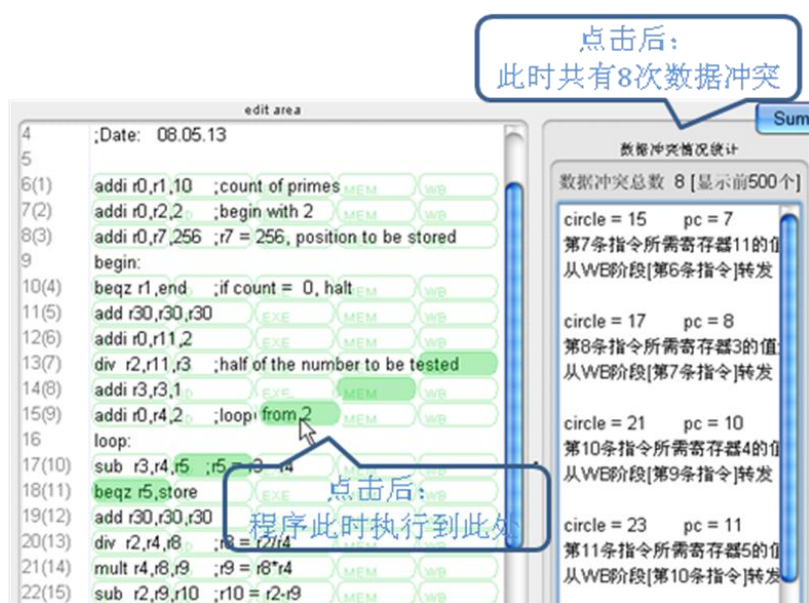 点击后：
此时共有8次数据冲突
edit area
Sum
4 ;Date: 08.05.13
5
6(1) addi r0,r1,10 ;count of primes MEM WB
7(2) addi r0,r2,2 ;begin with 2 MEM WB
8(3) addi r0,r7,256 ;r7 = 256, position to be stored
9 begin:
10(4) beqz r1,end ;if count = 0, halt MEM WB
11(5) add r30,r30,r30 EXE MEM WB
12(6) addi r0,r11,2 EXE MEM WB
13(7) div r2,r11,r3 ;half of the number to be tested
14(8) addi r3,r3,1 EXE MEM WB
15(9) addi r0,r4,2 ;loop from 2 MEM WB
16 loop:
17(10) sub r3,r4,r5 ;r5 = r3 r4
18(11) beqz r5,store EXE MEM WB
19(12) add r30,r30,r30
20(13) div r2,r4,r8 ;r8 = r2/r4
21(14) mult r4,r8,r9 ;r9 = r8*r4 MEM WB
22(15) sub r2,r9,r10 ;r10 = r2-r9 MEM WB
点击后：
程序此时执行到此处
数据冲突情况统计
数据冲突总数 8 [显示前500个]
circle = 15 pc = 7
第7条指令所需寄存器11的值
从WB阶段[第6条指令]转发
circle = 17 pc = 8
第8条指令所需寄存器3的值
从WB阶段[第7条指令]转发
circle = 21 pc = 10
第10条指令所需寄存器4的值
从WB阶段[第9条指令]转发
circle = 23 pc = 11
第11条指令所需寄存器5的值
从WB阶段[第10条指令]转发